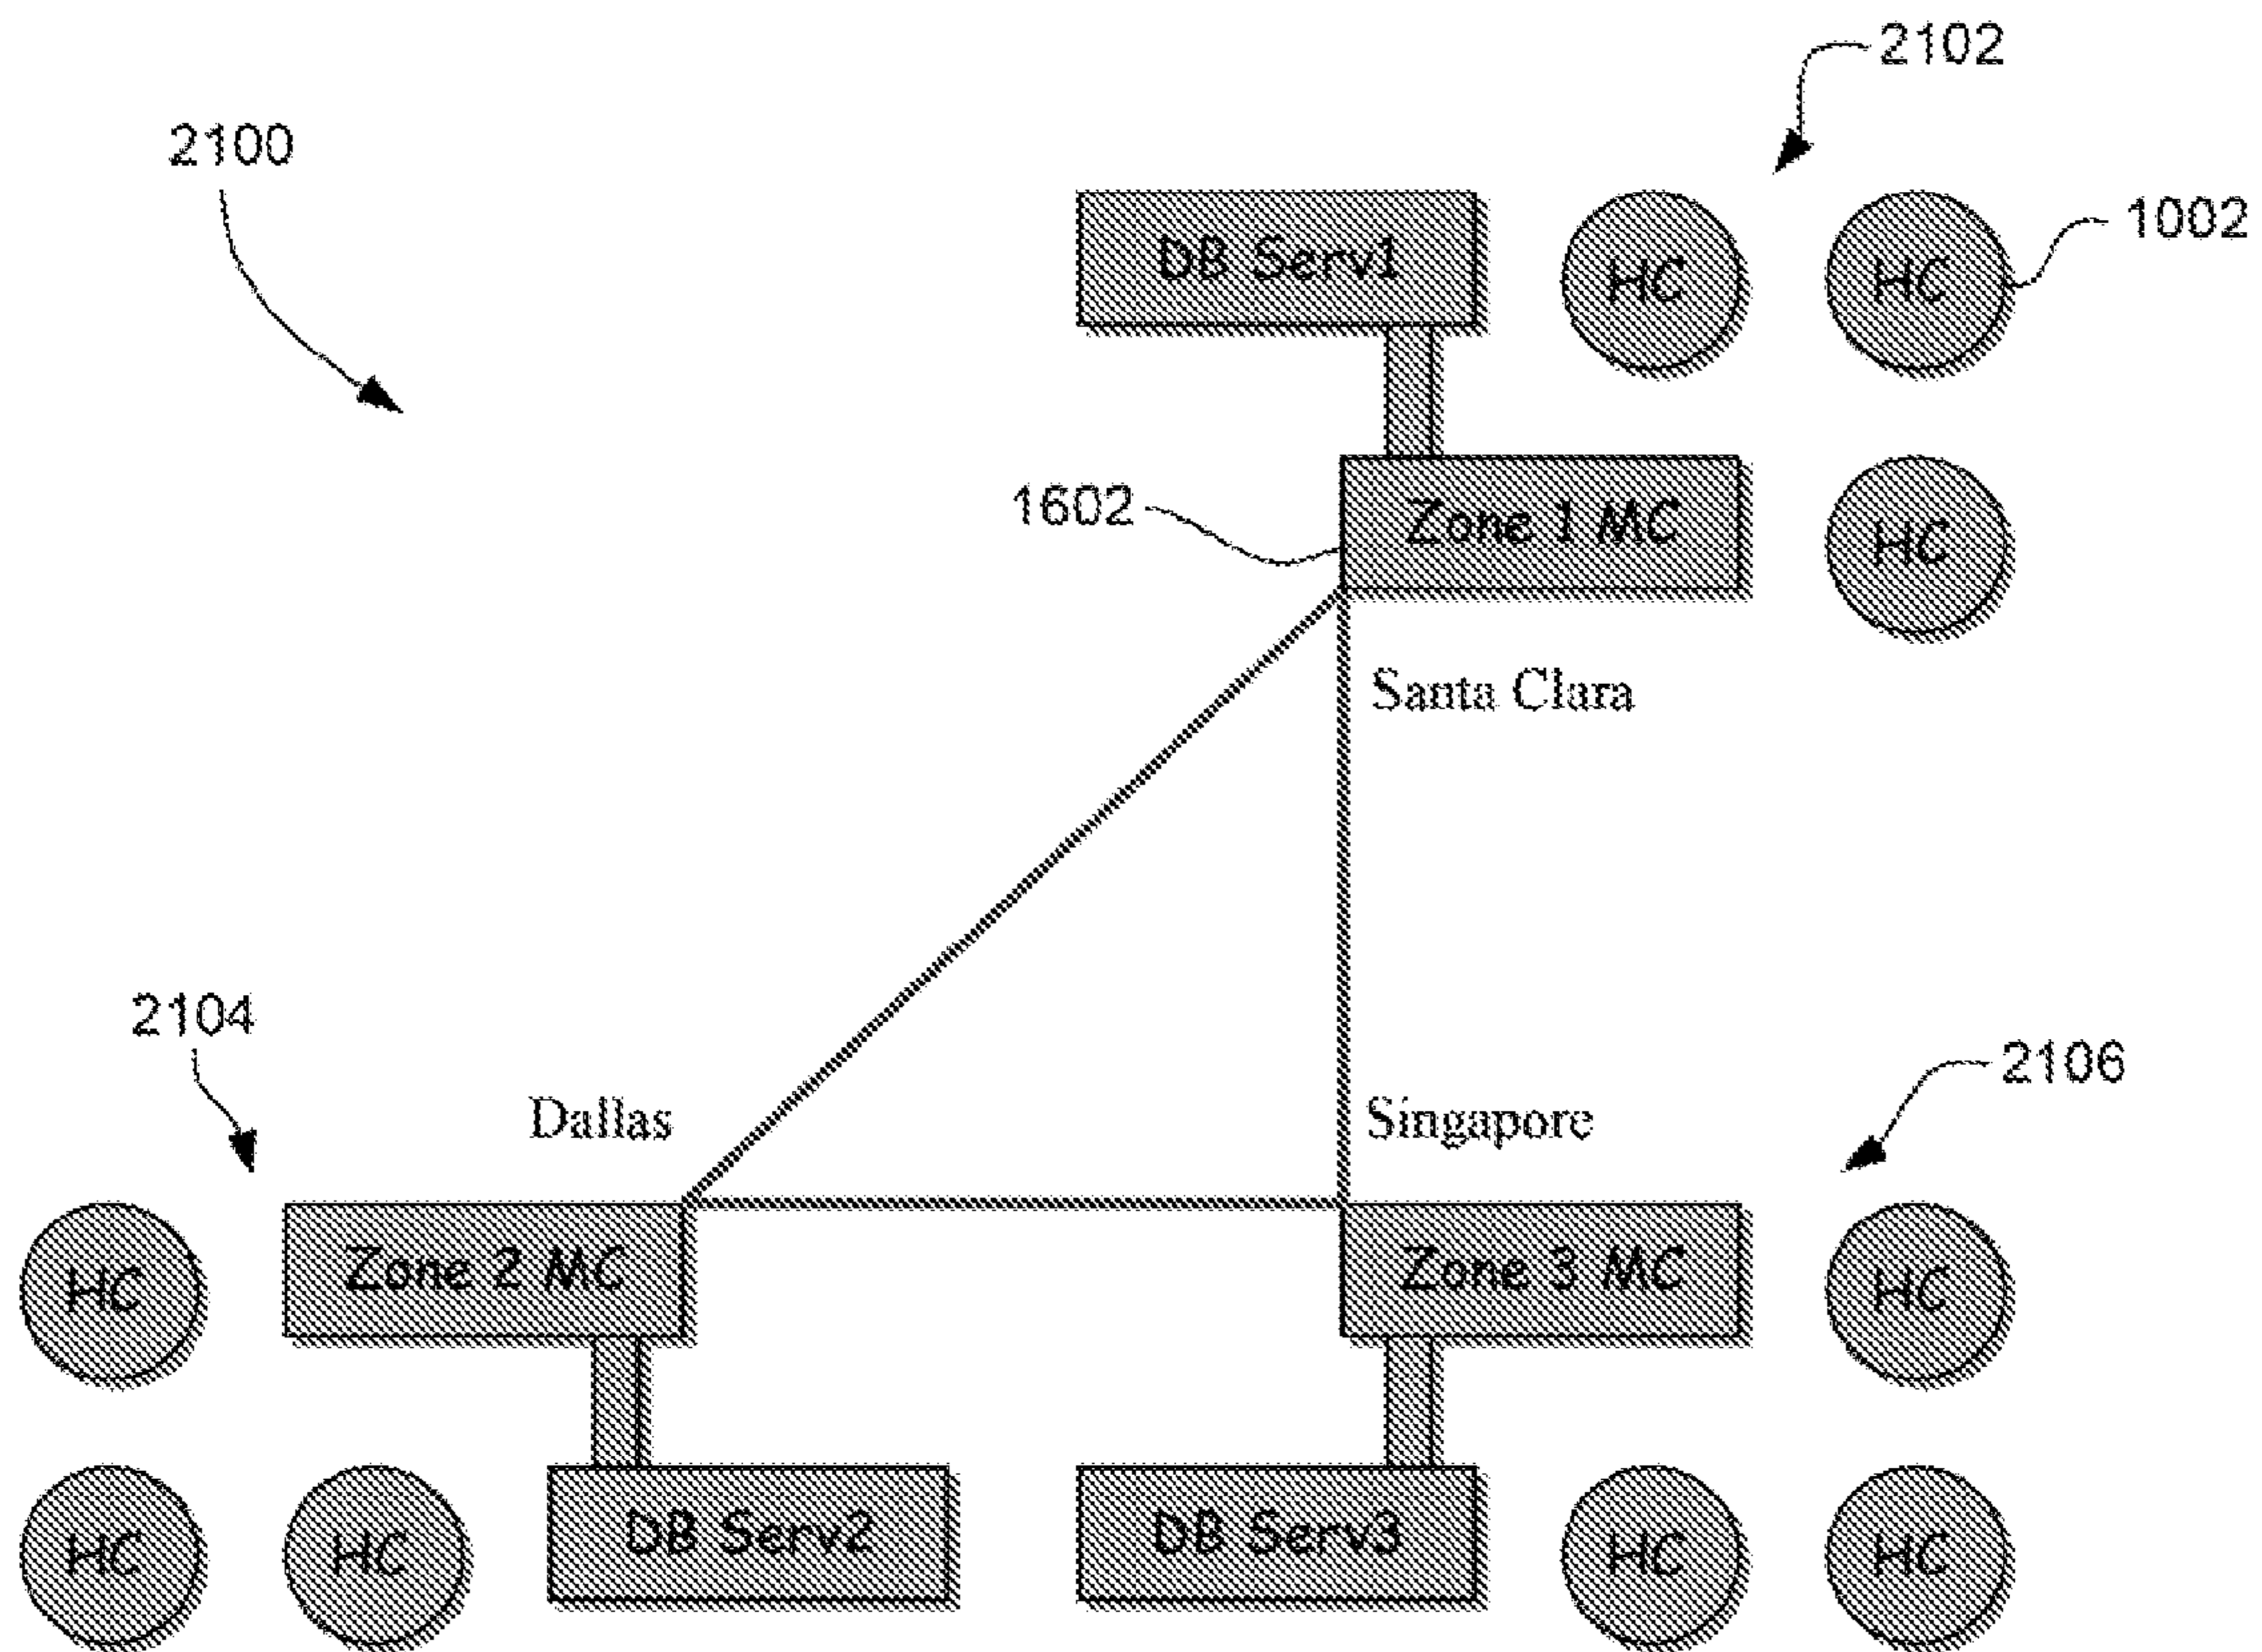 2102
2100
1002
DB Serv1
HC
HC
1602
Zone 1 MC
HC
Santa Clara
2104
2106
Dallas
Singapore
HC
Zone 2 MC
Zone 3 MC
HC
HC
HC
DB Serv2
DB Serv3
HC
HC